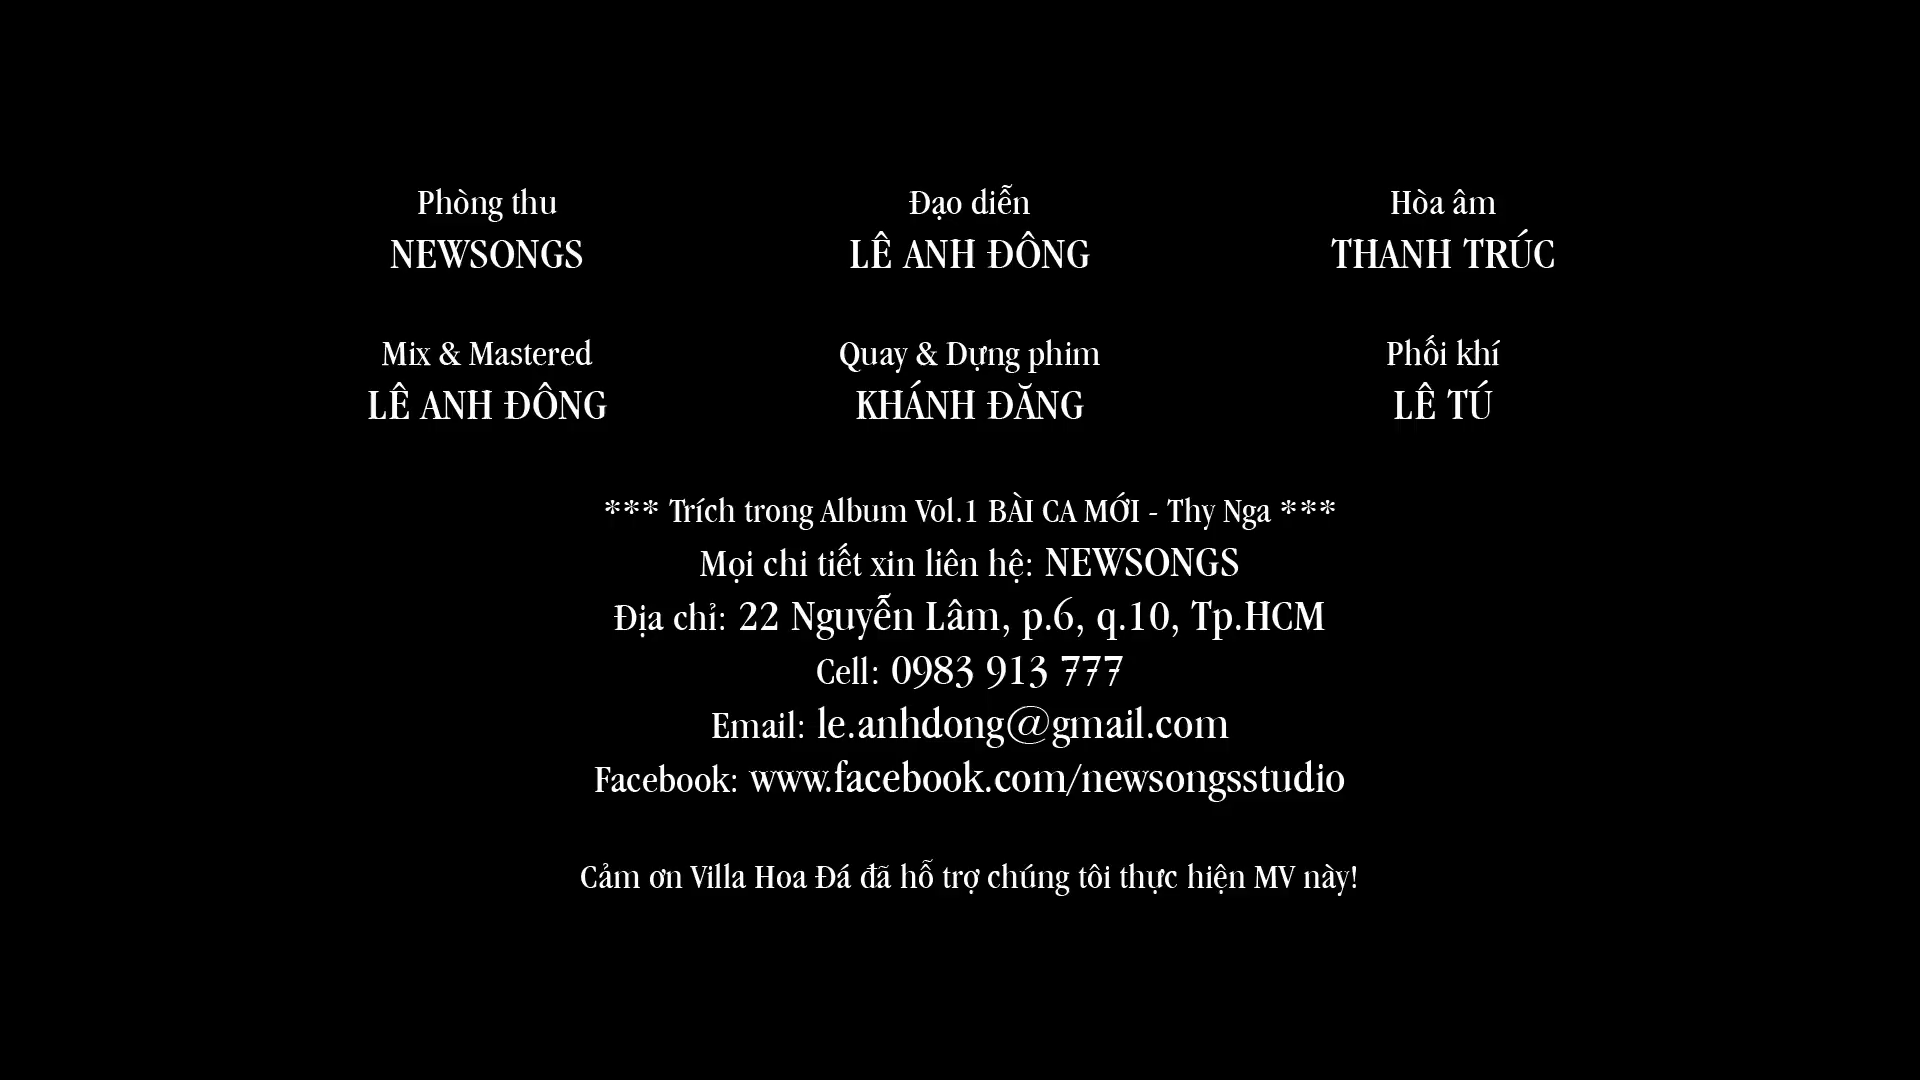 Phòng thu
NEWSONGS
Đạo diễn
LÊ ANH ĐÔNG
Hòa âm
THANH TRÚC
Mix & Mastered
LÊ ANH ĐÔNG
Quay & Dựng phim
KHÁNH ĐĂNG
Phối khí
LÊ TÚ
*** Trích trong Album Vol.1 BÀI CA MỚI - Thy Nga ***
Mọi chi tiết xin liên hệ: NEWSONGS
Địa chỉ: 22 Nguyễn Lâm, p.6, q.10, Tp.HCM
Cell: 0983 913 777
Email: le.anhdong@gmail.com
Facebook: www.facebook.com/newsongsstudio
Cảm ơn Villa Hoa Đá đã hỗ trợ chúng tôi thực hiện MV này!